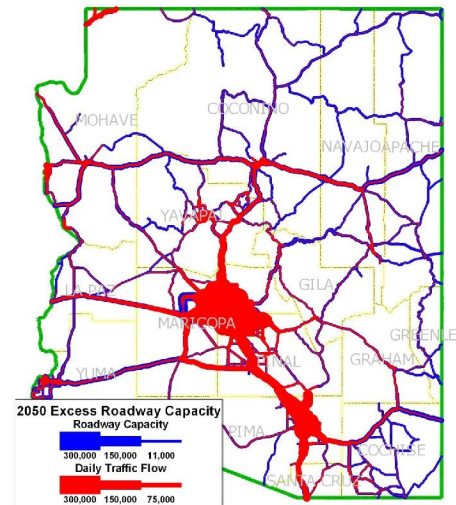 COCONINO
MOHAVE
NAVAJO APACHE
YAVAPAI
GILA
LA PAZ
MARICOPA
GREENLE
GRAHAM
PINAL
YUMA
PIMA
COCHISE
SANTA CRUZ
2050 Excess Roadway Capacity
Roadway Capacity
300,000 150,000 11,000
Daily Traffic Flow
300,000 150,000 75,000